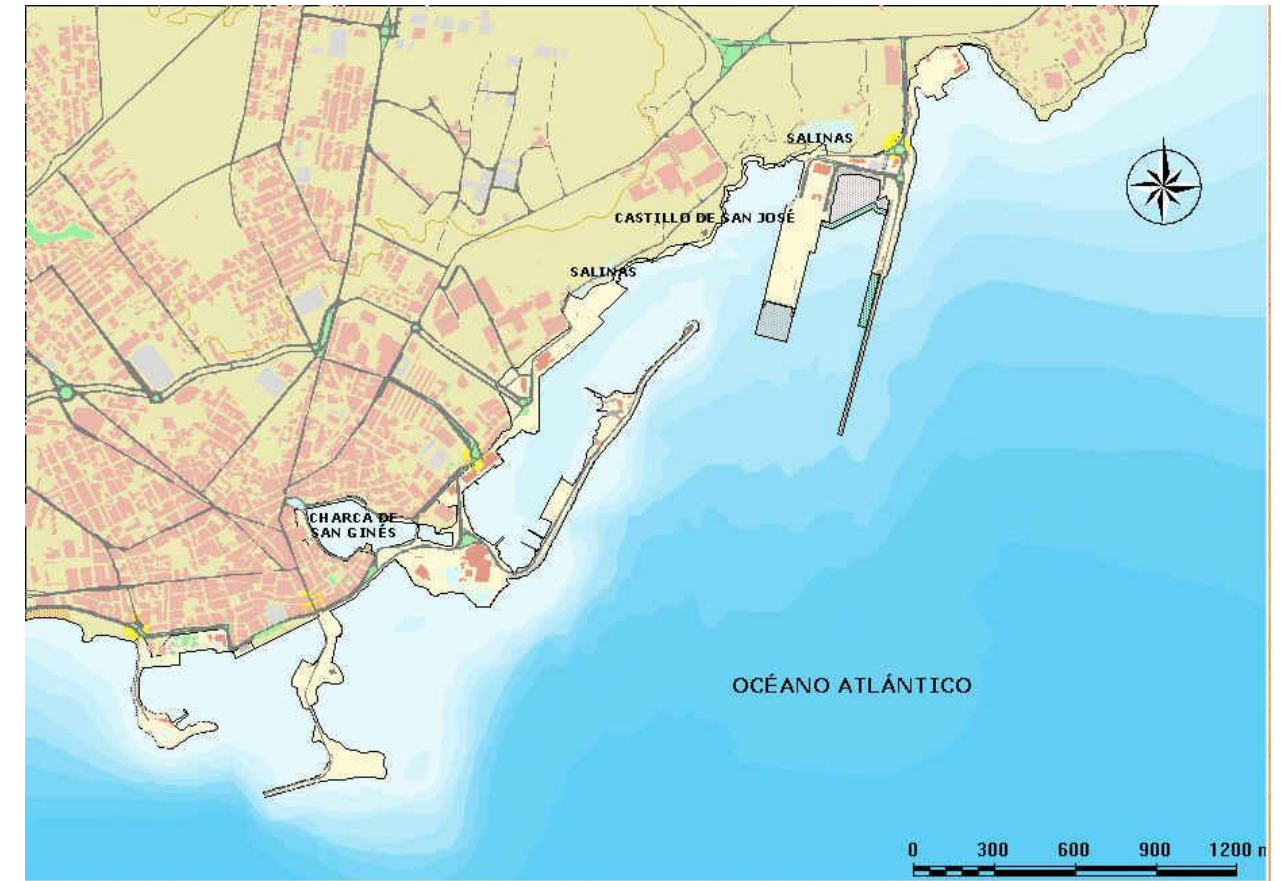 SALINAS
CASTILLO DE SAN JOSÉ
SALINAS
CHARCA DE
SAN GINÉS
OCÉANO ATLÁNTICO
0 300 600 900 1200 m